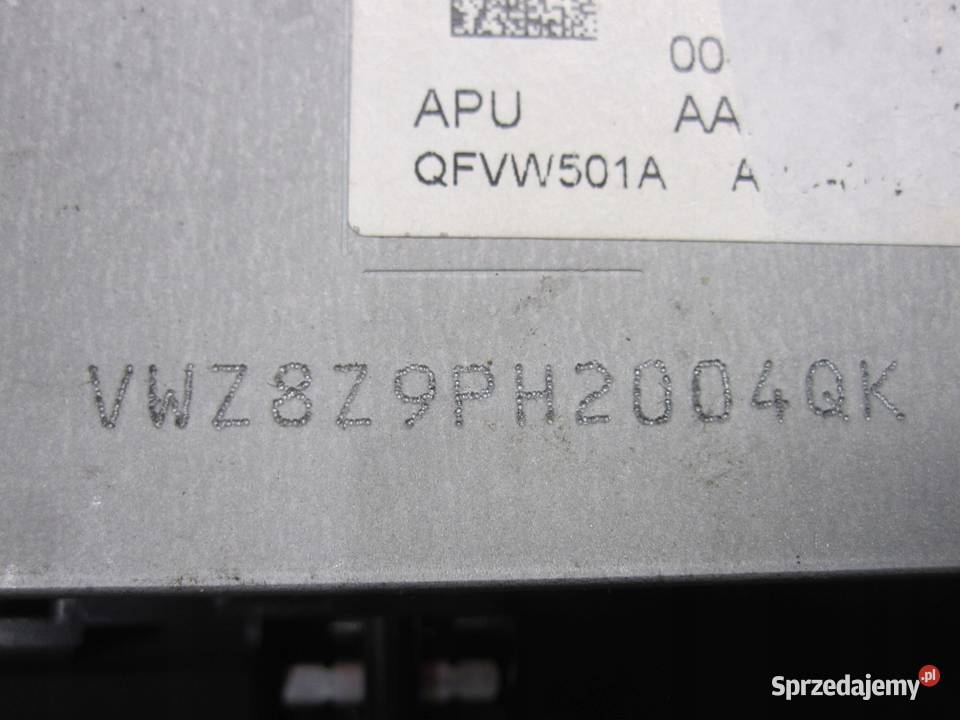 00
APU AA
QFVW501A A
VWZ8Z9PH2004QK
Sprzedajemy.pl